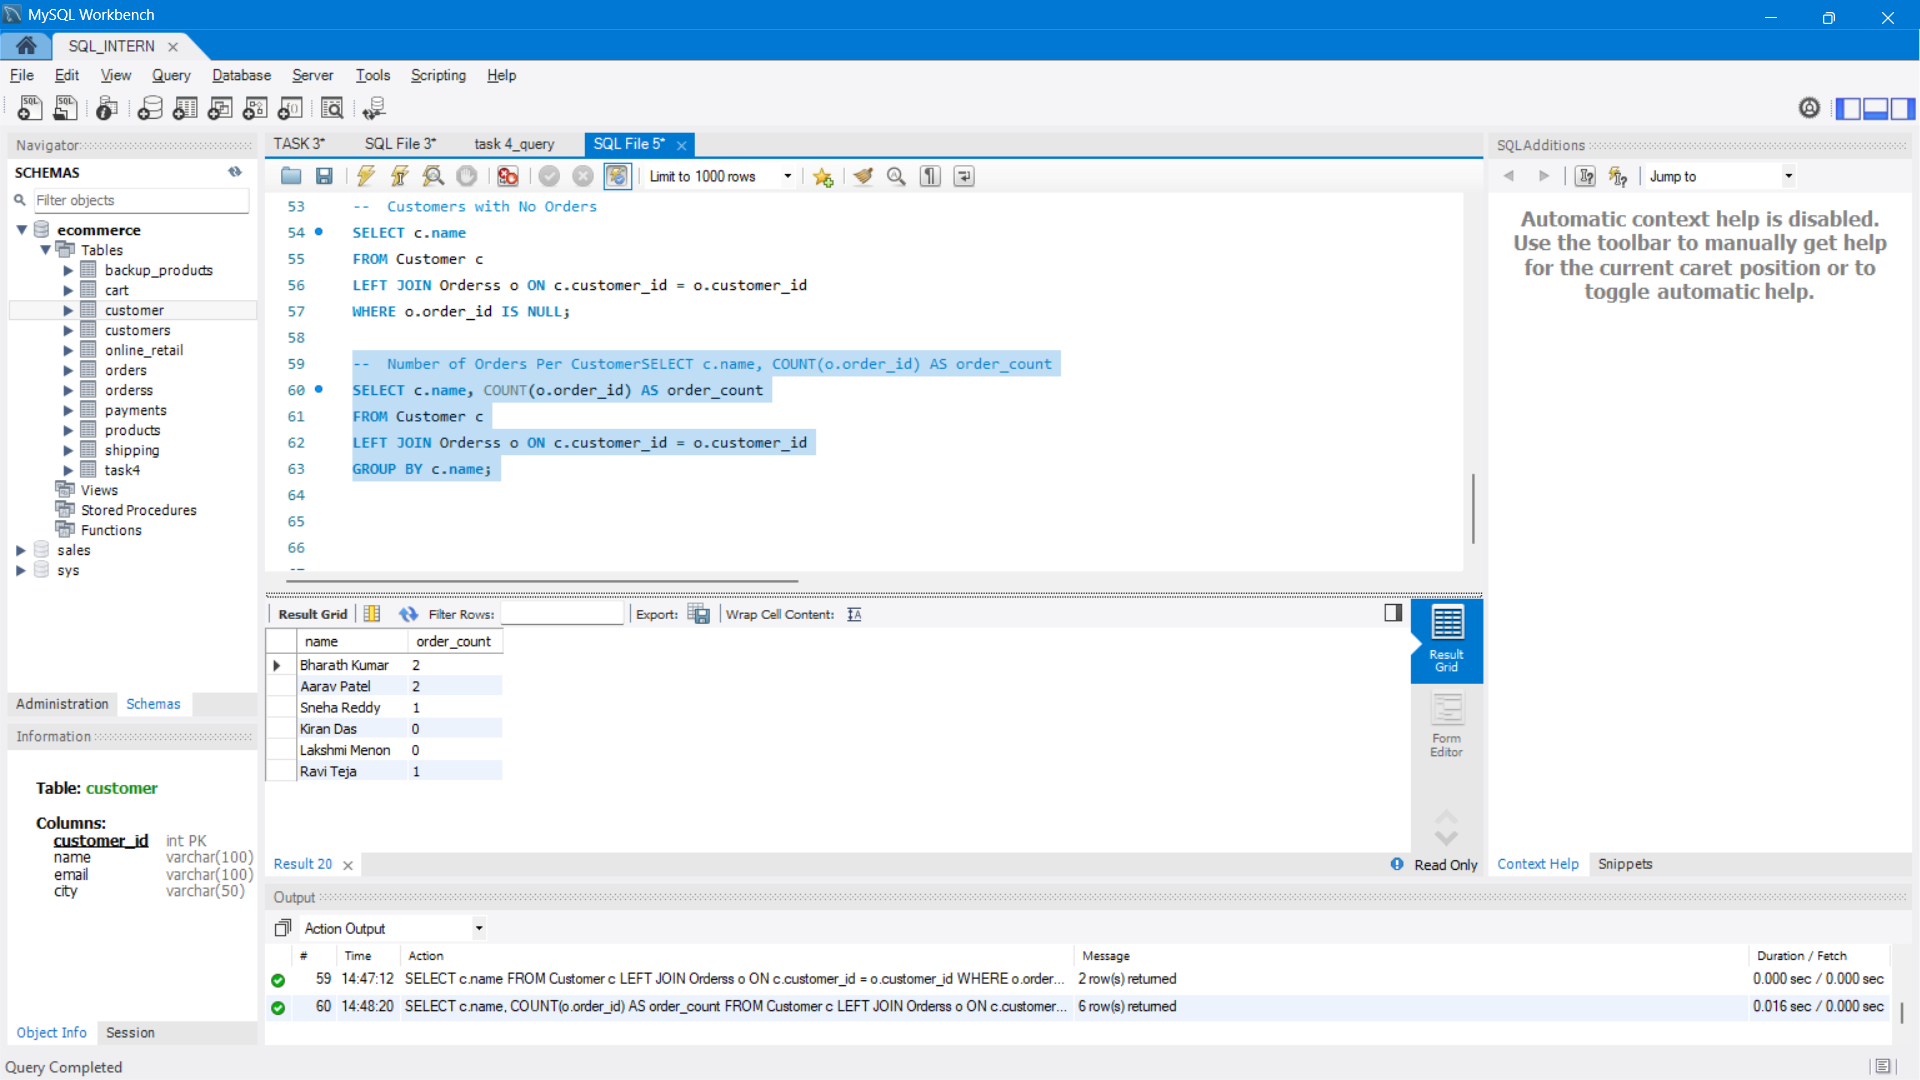 MySQL Workbench
SQL_INTERN
File Edit View Query Database Server Tools Scripting Help
Navigator
SCHEMAS
Filter objects
ecommerce
Tables
backup_products
cart
customer
customers
online_retail
orders
orderss
payments
products
shipping
task4
Views
Stored Procedures
Functions
sales
sys
Administration Schemas
Information
Table: customer
Columns:
customer_id int PK
name varchar(100)
email varchar(100)
city varchar(50)
Object Info Session
Query Completed
TASK 3* SQL File 3* task 4_query SQL File 5*
Limit to 1000 rows
53 -- Customers with No Orders
54 SELECT c.name
55 FROM Customer c
56 LEFT JOIN Orderss o ON c.customer_id = o.customer_id
57 WHERE o.order_id IS NULL;
58
59 -- Number of Orders Per CustomerSELECT c.name, COUNT(o.order_id) AS order_count
60 SELECT c.name, COUNT(o.order_id) AS order_count
61 FROM Customer c
62 LEFT JOIN Orderss o ON c.customer_id = o.customer_id
63 GROUP BY c.name;
64
65
66
Result Grid Filter Rows: Export: Wrap Cell Content:
name order_count
Bharath Kumar 2
Aarav Patel 2
Sneha Reddy 1
Kiran Das 0
Lakshmi Menon 0
Ravi Teja 1
Result Grid
Form Editor
Result 20
Read Only
Output
Action Output
# Time Action Message Duration / Fetch
59 14:47:12 SELECT c.name FROM Customer c LEFT JOIN Orderss o ON c.customer_id = o.customer_id WHERE o.order... 2 row(s) returned 0.000 sec / 0.000 sec
60 14:48:20 SELECT c.name, COUNT(o.order_id) AS order_count FROM Customer c LEFT JOIN Orderss o ON c.customer... 6 row(s) returned 0.016 sec / 0.000 sec
SQLAdditions
Jump to
Automatic context help is disabled.
Use the toolbar to manually get help
for the current caret position or to
toggle automatic help.
Context Help Snippets